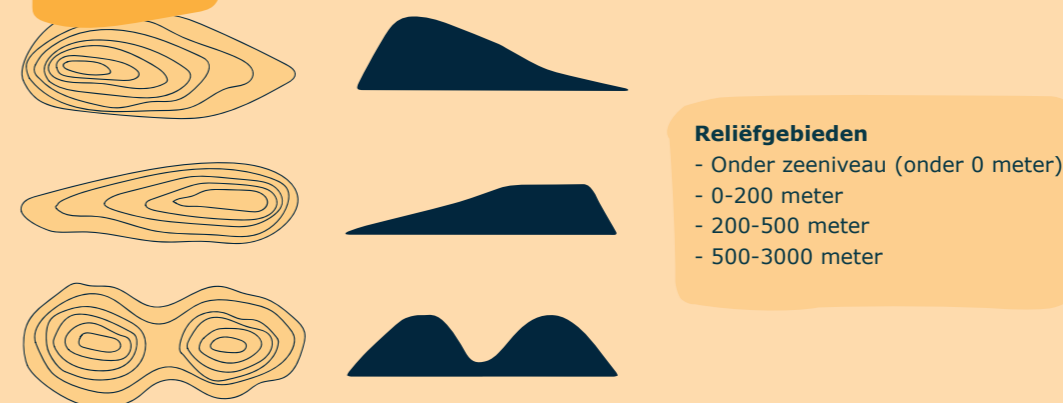 Reliëfgebieden
- Onder zeeniveau (onder 0 meter)
- 0-200 meter
- 200-500 meter
- 500-3000 meter